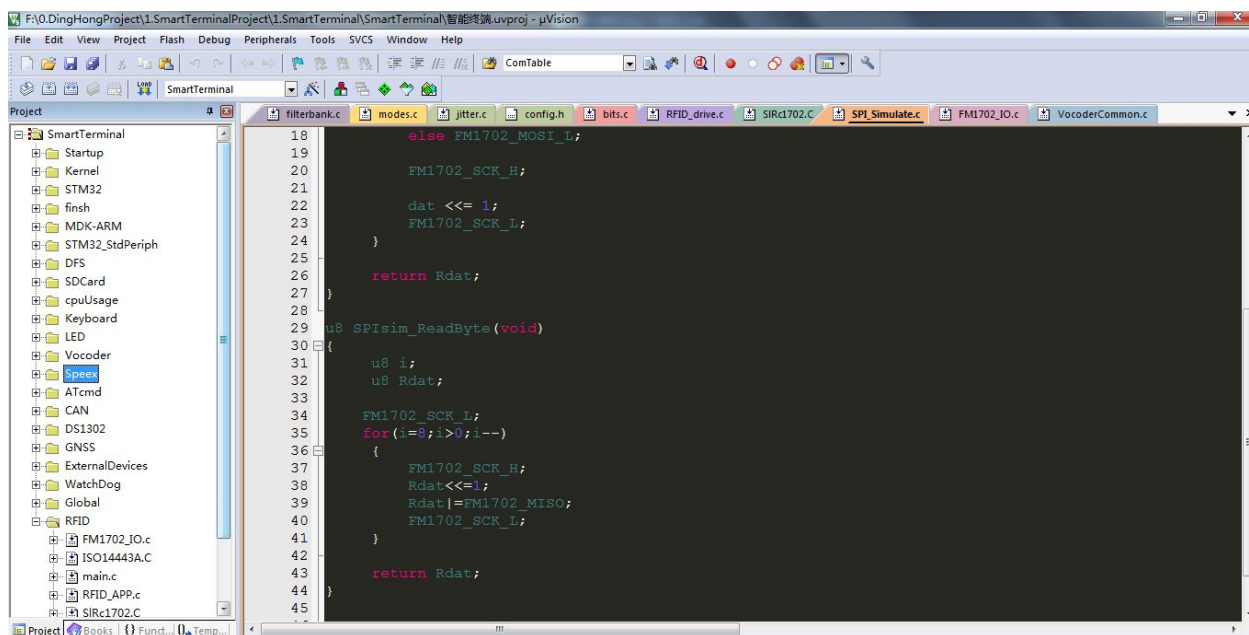 F:\0.DingHongProject\1.SmartTerminalProject\1.SmartTerminal\SmartTerminal\智能终端.uvproj - µVision
File Edit View Project Flash Debug Peripherals Tools SVCS Window Help
ComTable
SmartTerminal
Project
filterbank.c modes.c jitter.c config.h bits.c RFID_drive.c SIRc1702.C SPI_Simulate.c FM1702_IO.c VocoderCommon.c
SmartTerminal
Startup
Kernel
STM32
finsh
MDK-ARM
STM32_StdPeriph
DFS
SDCard
cpuUsage
Keyboard
LED
Vocoder
Speex
ATcmd
CAN
DS1302
GNSS
ExternalDevices
WatchDog
Global
RFID
FM1702_IO.c
ISO14443A.C
main.c
RFID_APP.c
SIRc1702.C
Project Books {} Funct... 0 Temp...
18 else FM1702_MOSI_L;
19
20 FM1702_SCK_H;
21
22 dat <<= 1;
23 FM1702_SCK_L;
24 }
25
26 return Rdat;
27 }
28
29 u8 SPIsim_ReadByte(void)
30 {
31 u8 i;
32 u8 Rdat;
33
34 FM1702_SCK_L;
35 for(i=8;i>0;i--)
36 {
37 FM1702_SCK_H;
38 Rdat<<=1;
39 Rdat|=FM1702_MISO;
40 FM1702_SCK_L;
41 }
42
43 return Rdat;
44 }
45